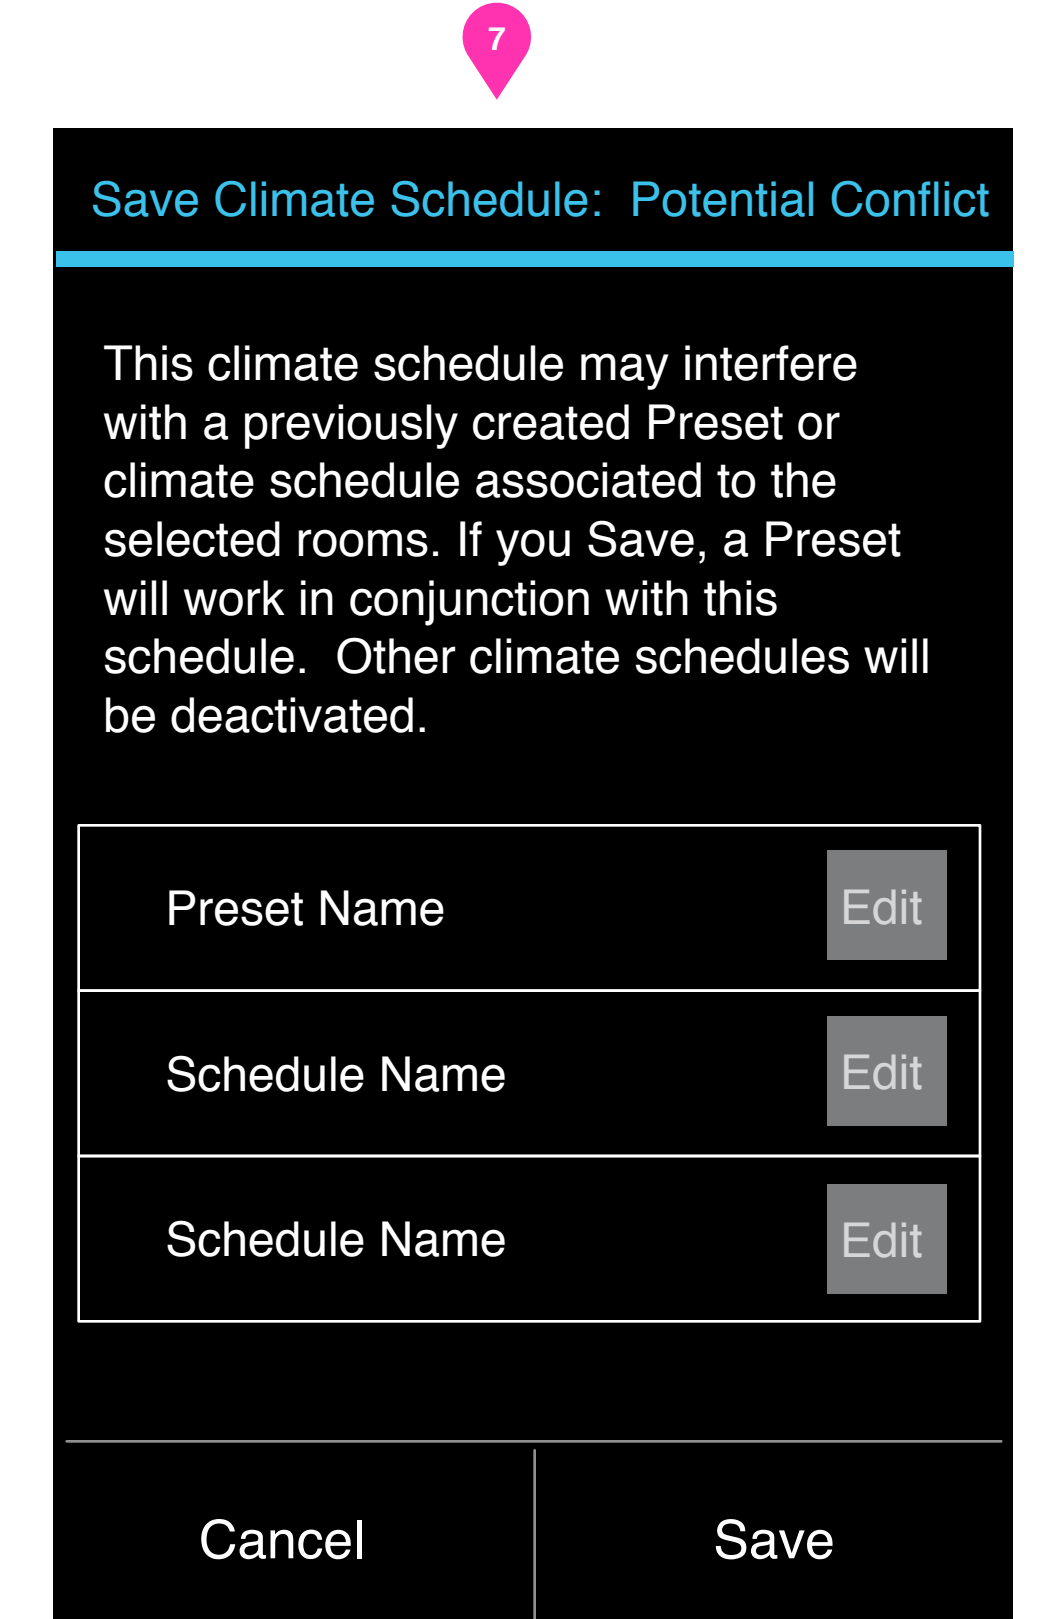 7
Save Climate Schedule:  Potential Conflict
This climate schedule may interfere
with a previously created Preset or
climate schedule associated to the
selected rooms. If you Save, a Preset
will work in conjunction with this
schedule.  Other climate schedules will
be deactivated.
Preset Name Edit
Schedule Name Edit
Schedule Name Edit
Cancel Save